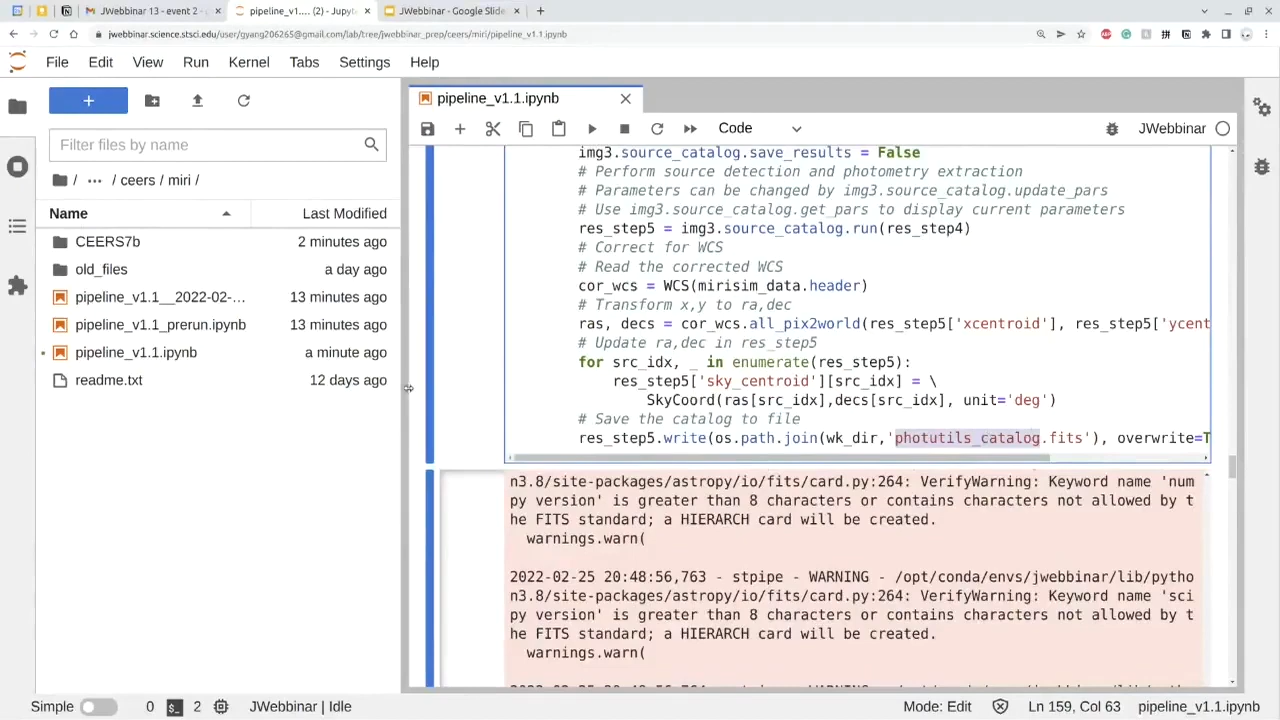 JWebbinar 13 - event 2 -
pipeline_v1.... (2) - Jupyte
JWebbinar - Google Slide
jwebbinar.science.stsci.edu/user/gyang206265@gmail.com/lab/tree/jwebbinar_prep/ceers/miri/pipeline_v1.1.ipynb
File Edit View Run Kernel Tabs Settings Help
pipeline_v1.1.ipynb
Code
JWebbinar
Filter files by name
/ ... / ceers / miri /
Name Last Modified
CEERS7b 2 minutes ago
old_files a day ago
pipeline_v1.1__2022-02-... 13 minutes ago
pipeline_v1.1_prerun.ipynb 13 minutes ago
pipeline_v1.1.ipynb a minute ago
readme.txt 12 days ago
img3.source_catalog.save_results = False
# Perform source detection and photometry extraction
# Parameters can be changed by img3.source_catalog.update_pars
# Use img3.source_catalog.get_pars to display current parameters
res_step5 = img3.source_catalog.run(res_step4)
# Correct for WCS
# Read the corrected WCS
cor_wcs = WCS(mirisim_data.header)
# Transform x,y to ra,dec
ras, decs = cor_wcs.all_pix2world(res_step5['xcentroid'], res_step5['ycent
# Update ra,dec in res_step5
for src_idx, _ in enumerate(res_step5):
res_step5['sky_centroid'][src_idx] = \
SkyCoord(ras[src_idx],decs[src_idx], unit='deg')
# Save the catalog to file
res_step5.write(os.path.join(wk_dir,'photutils_catalog.fits'), overwrite=T
n3.8/site-packages/astropy/io/fits/card.py:264: VerifyWarning: Keyword name 'num
py version' is greater than 8 characters or contains characters not allowed by t
he FITS standard; a HIERARCH card will be created.
warnings.warn(
2022-02-25 20:48:56,763 - stpipe - WARNING - /opt/conda/envs/jwebbinar/lib/pytho
n3.8/site-packages/astropy/io/fits/card.py:264: VerifyWarning: Keyword name 'sci
py version' is greater than 8 characters or contains characters not allowed by t
he FITS standard; a HIERARCH card will be created.
warnings.warn(
Simple 0 2 JWebbinar | Idle Mode: Edit Ln 159, Col 63 pipeline_v1.1.ipynb